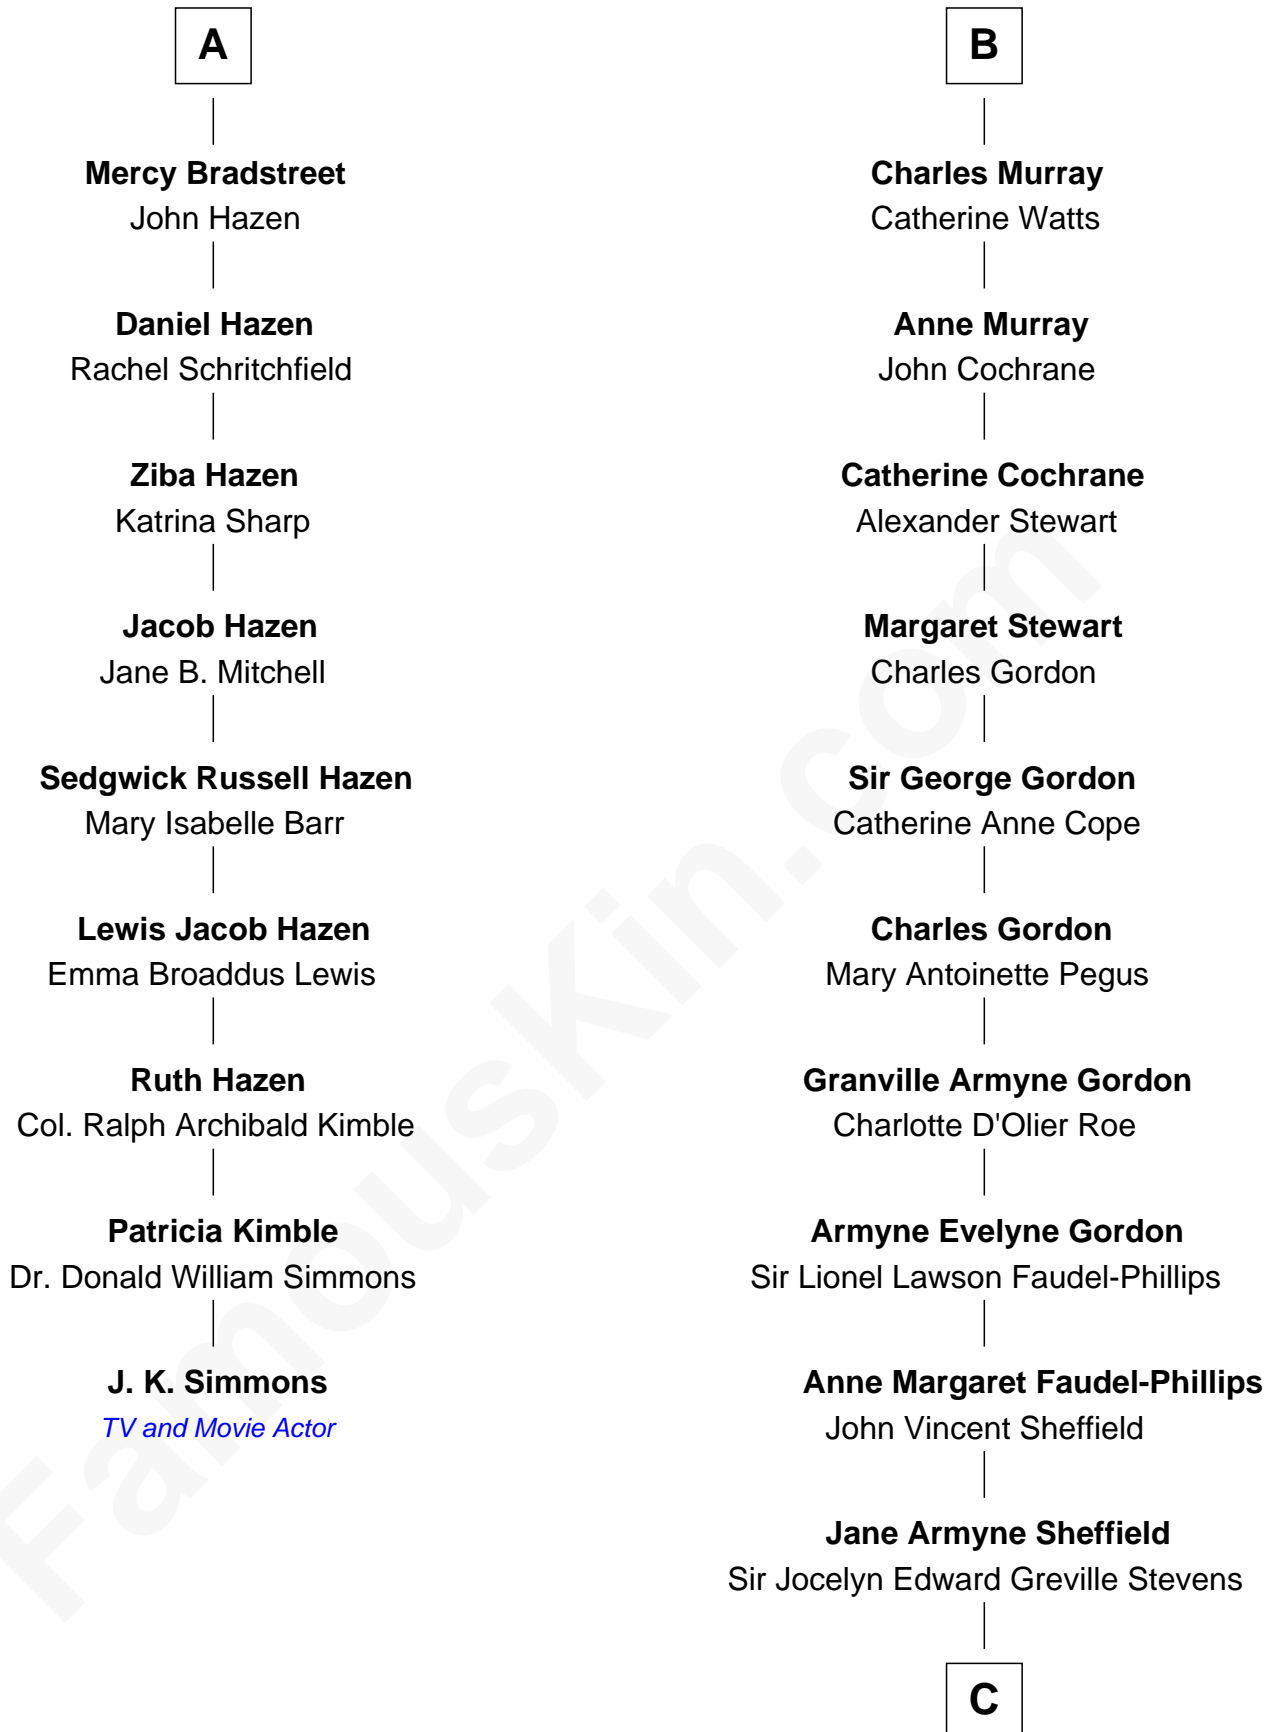 A
Mercy Bradstreet
John Hazen
Daniel Hazen
Rachel Schritchfield
Ziba Hazen
Katrina Sharp
Jacob Hazen
Jane B. Mitchell
Sedgwick Russell Hazen
Mary Isabelle Barr
Lewis Jacob Hazen
Emma Broaddus Lewis
Ruth Hazen
Col. Ralph Archibald Kimble
Patricia Kimble
Dr. Donald William Simmons
J. K. Simmons
TV and Movie Actor
B
Charles Murray
Catherine Watts
Anne Murray
John Cochrane
Catherine Cochrane
Alexander Stewart
Margaret Stewart
Charles Gordon
Sir George Gordon
Catherine Anne Cope
Charles Gordon
Mary Antoinette Pegus
Granville Armyne Gordon
Charlotte D'Olier Roe
Armyne Evelyne Gordon
Sir Lionel Lawson Faudel-Phillips
Anne Margaret Faudel-Phillips
John Vincent Sheffield
Jane Armyne Sheffield
Sir Jocelyn Edward Greville Stevens
C
FamousKin.com